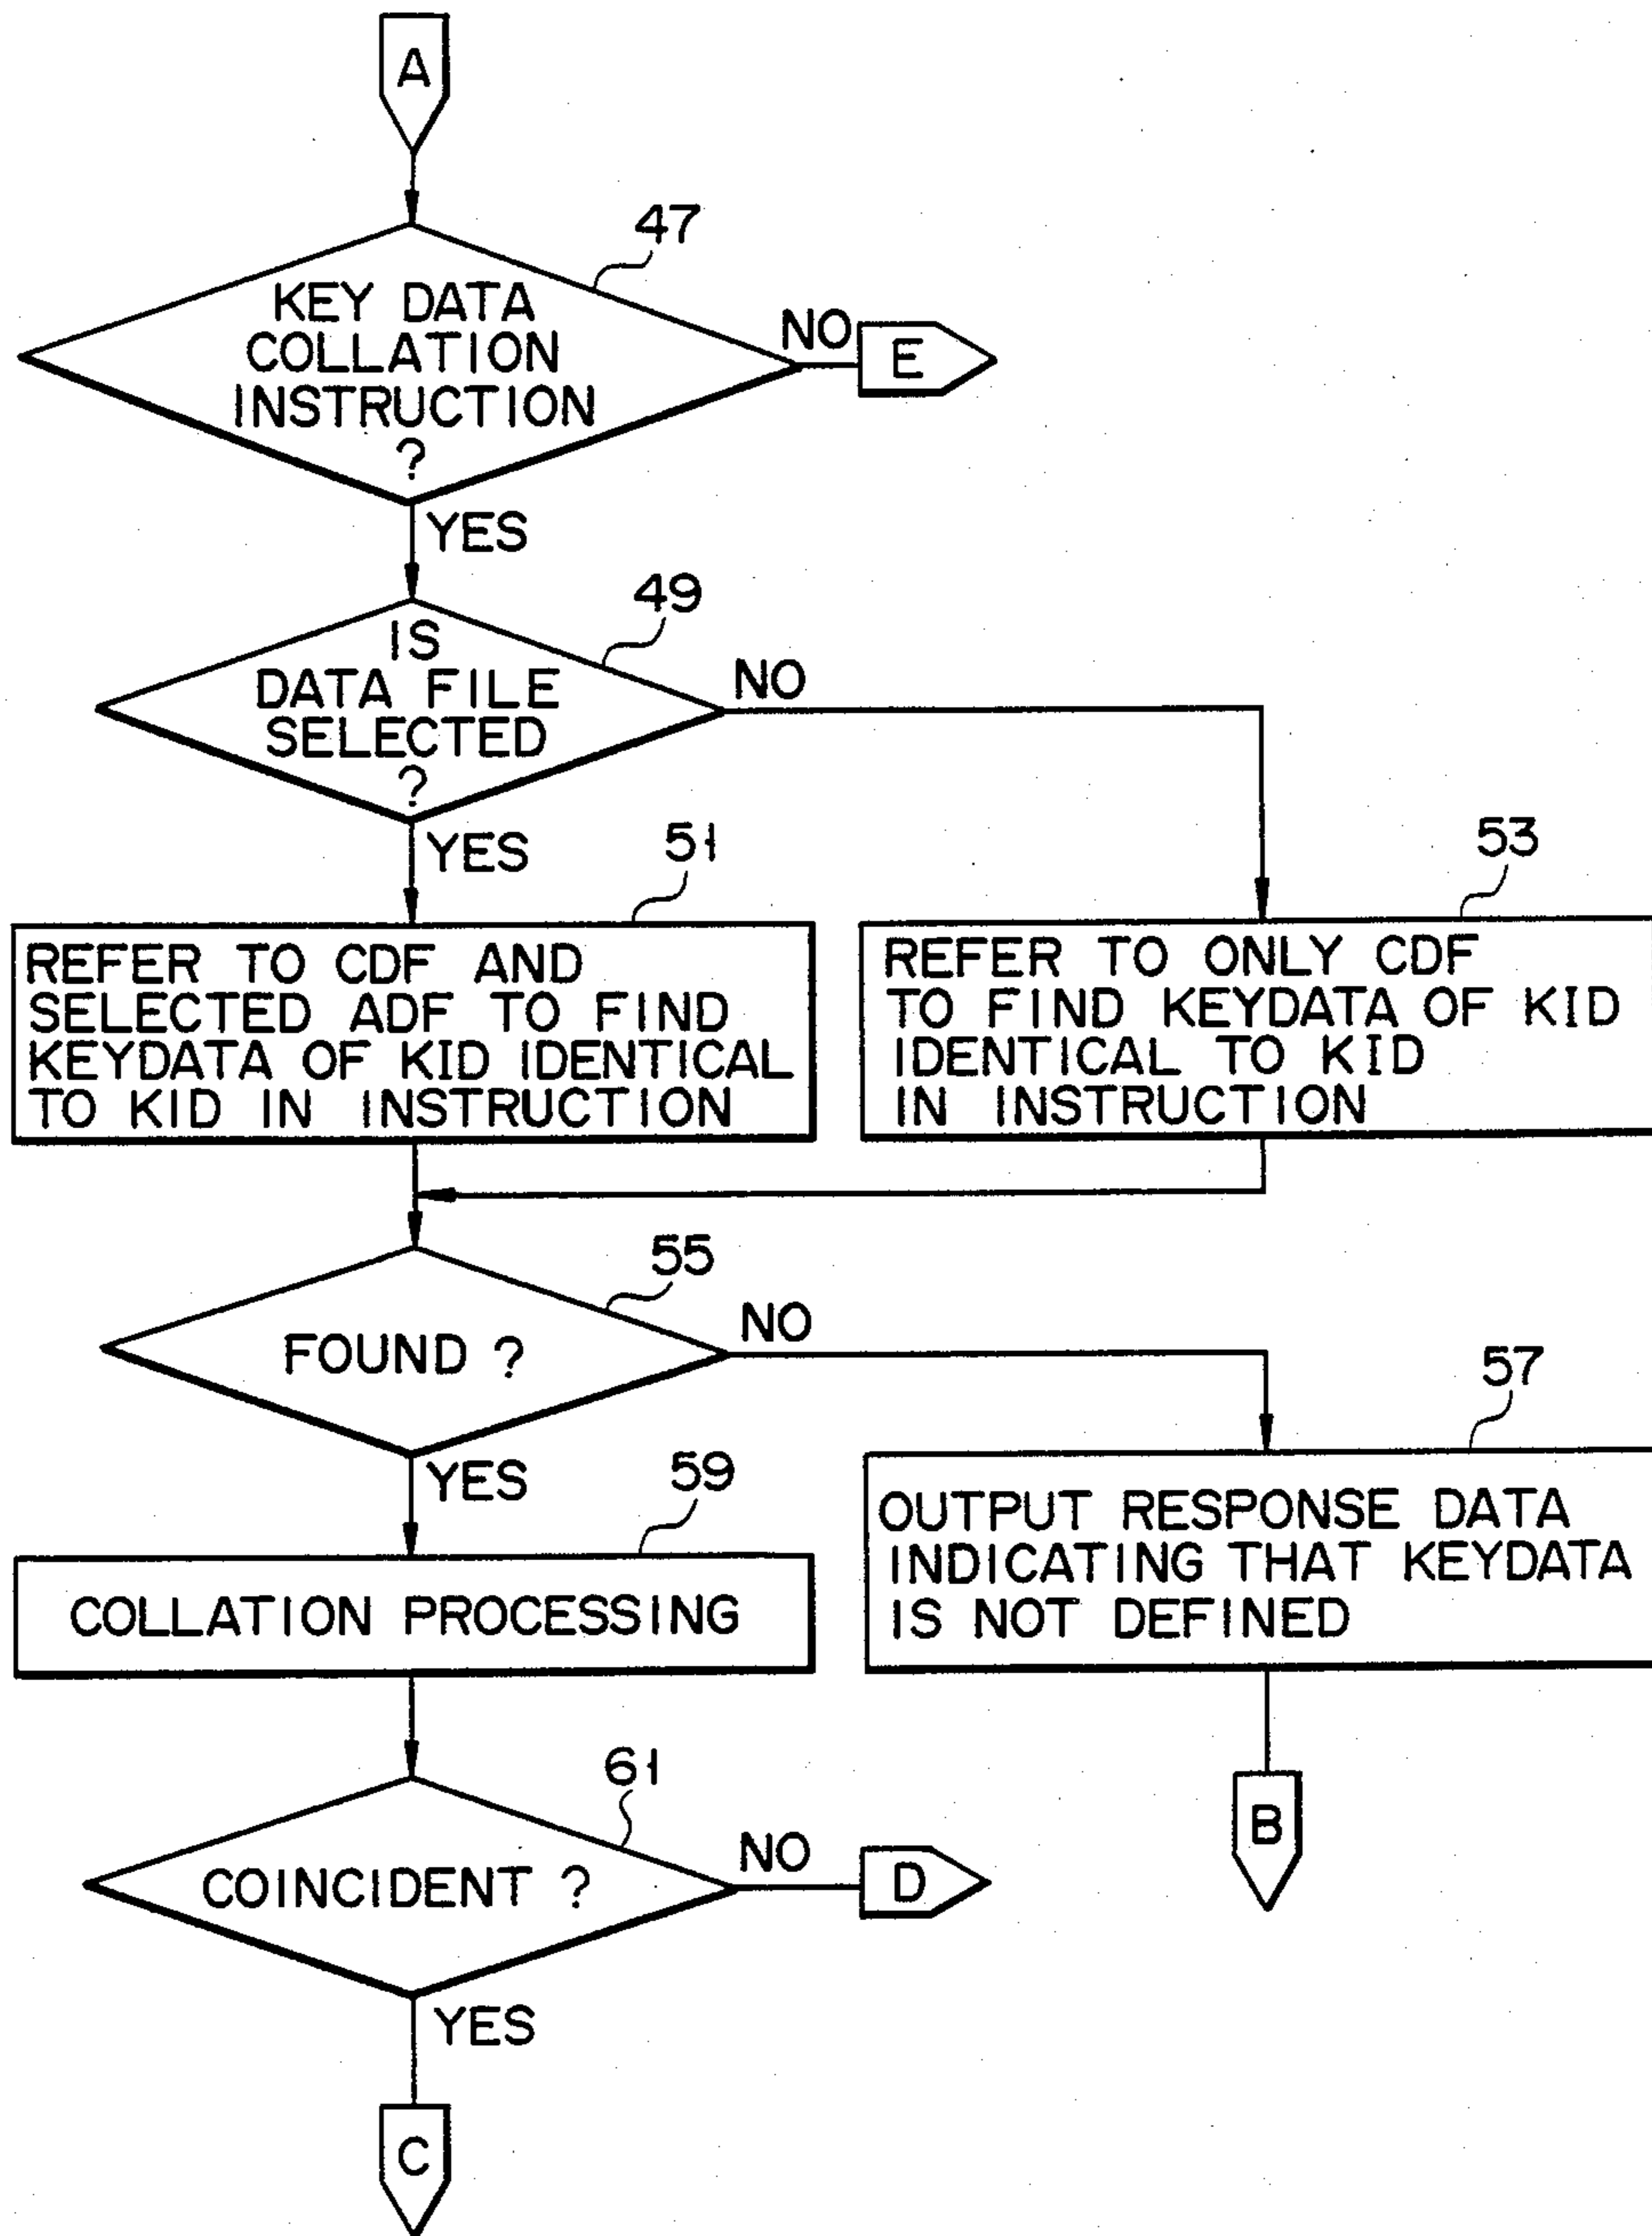 A
47
KEY DATA
COLLATION
INSTRUCTION
?
NO
E
YES
49
IS
DATA FILE
SELECTED
?
NO
YES
51
53
REFER TO CDF AND
SELECTED ADF TO FIND
KEYDATA OF KID IDENTICAL
TO KID IN INSTRUCTION
REFER TO ONLY CDF
TO FIND KEYDATA OF KID
IDENTICAL TO KID
IN INSTRUCTION
55
FOUND ?
NO
YES
57
59
OUTPUT RESPONSE DATA
INDICATING THAT KEYDATA
IS NOT DEFINED
COLLATION PROCESSING
B
61
COINCIDENT ?
NO
D
YES
C